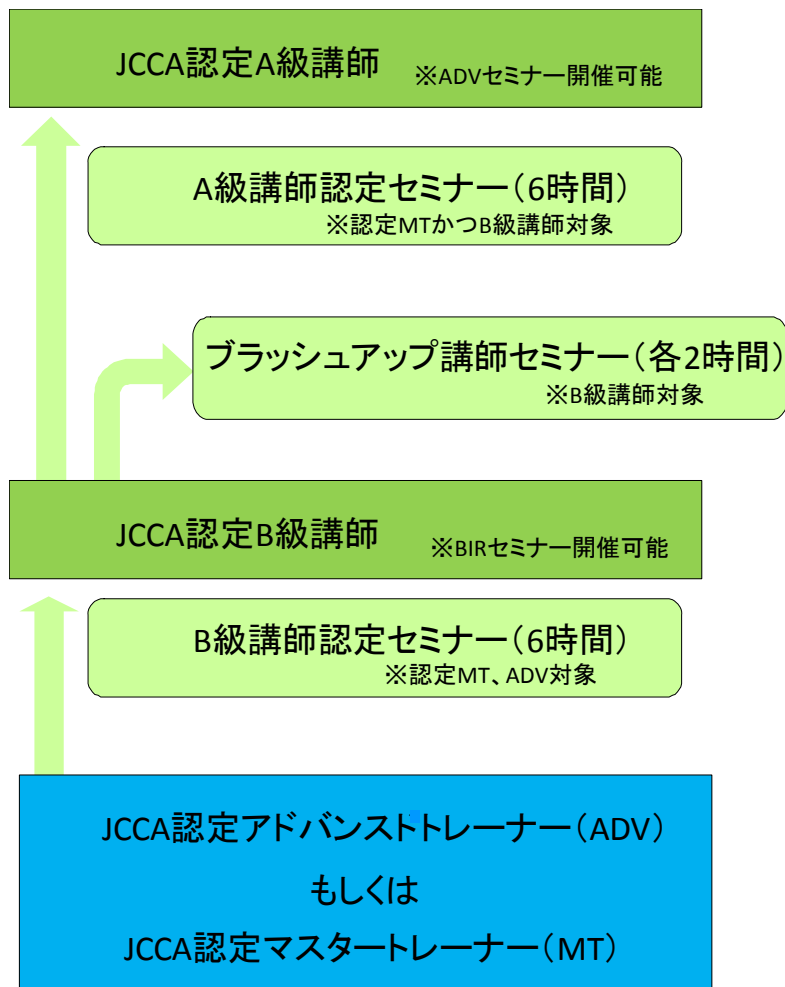 JCCA認定A級講師 ※ADVセミナー開催可能
A級講師認定セミナー（6時間）
※認定MTかつB級講師対象
ブラッシュアップ講師セミナー（各2時間）
※B級講師対象
JCCA認定B級講師 ※BIRセミナー開催可能
B級講師認定セミナー（6時間）
※認定MT、ADV対象
JCCA認定アドバンストトレーナー（ADV）
もしくは
JCCA認定マスタートレーナー（MT）